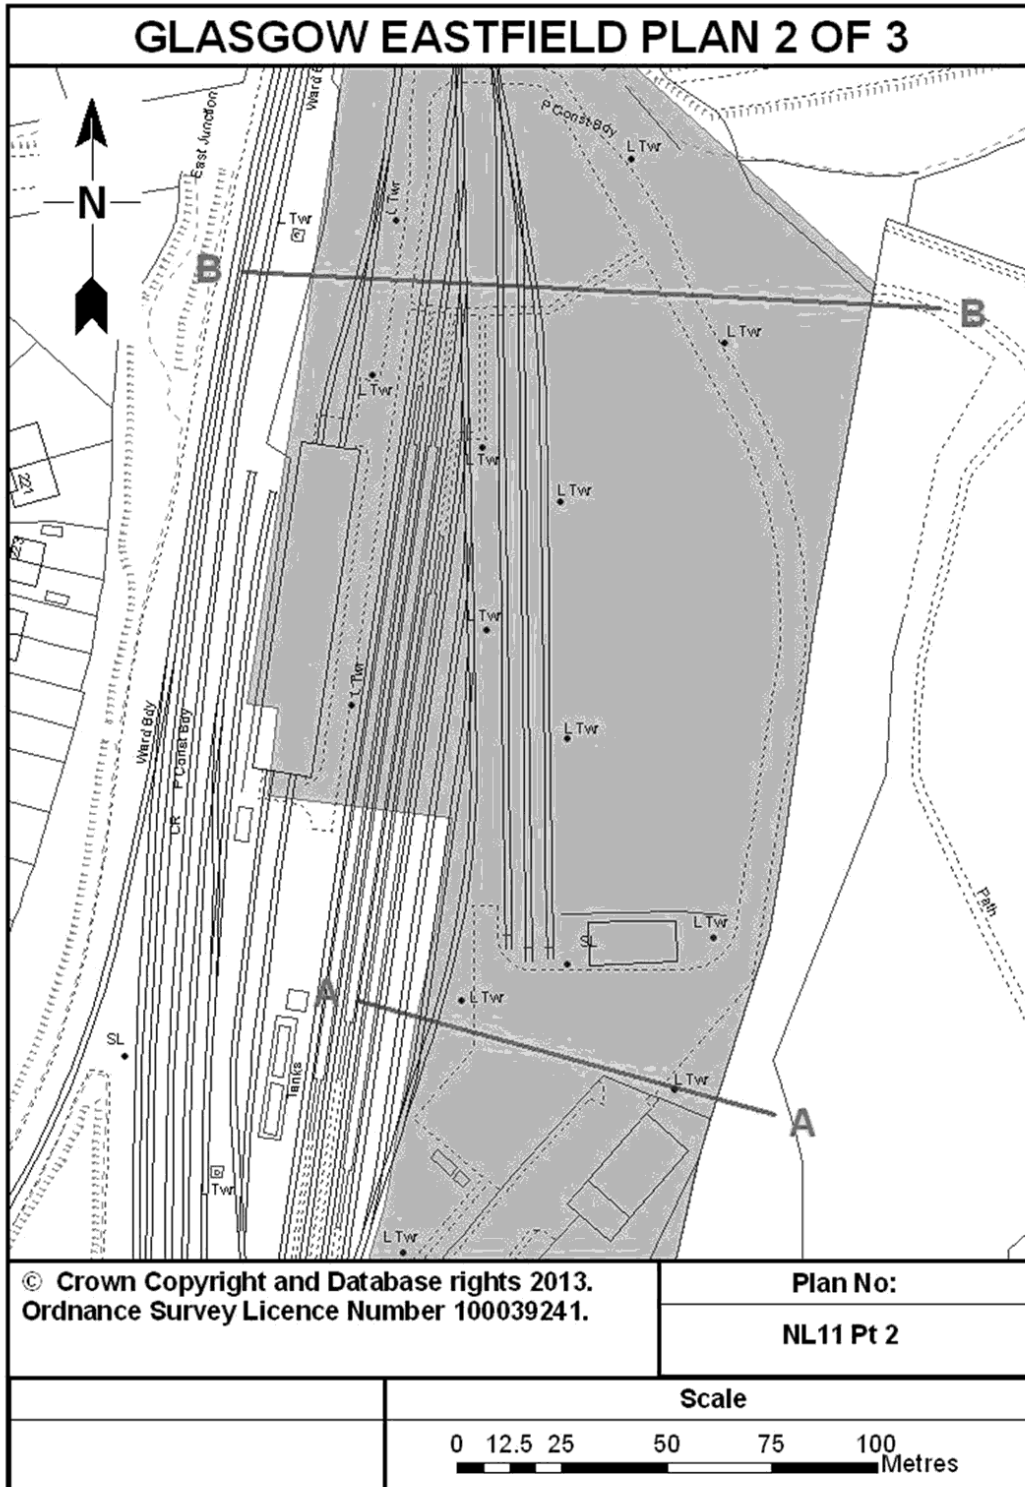 GLASGOW EASTFIELD PLAN 2 OF 3
Ward B
East Junction
P Const Bdy
L Twr
L Twr
L Twr
N
B
B
L Twr
L Twr
L Twr
L Twr
221
223
L Twr
L Twr
L Twr
Ward Bdy
P Const Bdy
CR
Path
L Twr
SL
A
L Twr
SL
Tanks
L Twr
A
L Twr
L Twr
© Crown Copyright and Database rights 2013.
Ordnance Survey Licence Number 100039241.
Plan No:
NL11 Pt 2
Scale
0 12.5 25 50 75 100
Metres